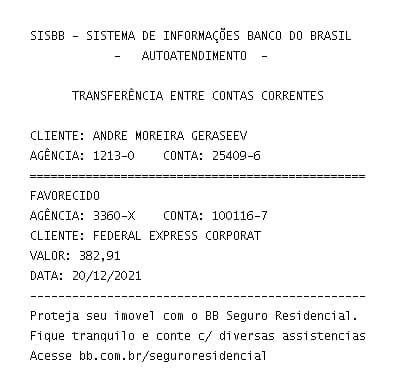 SISBB - SISTEMA DE INFORMAÇÕES BANCO DO BRASIL
- AUTOATENDIMENTO -
TRANSFERÊNCIA ENTRE CONTAS CORRENTES
CLIENTE: ANDRE MOREIRA GERASEEV
AGÊNCIA: 1213-0 CONTA: 25409-6
================================================
FAVORECIDO
AGÊNCIA: 3360-X CONTA: 100116-7
CLIENTE: FEDERAL EXPRESS CORPORAT
VALOR: 382,91
DATA: 20/12/2021
------------------------------------------------
Proteja seu imovel com o BB Seguro Residencial.
Fique tranquilo e conte c/ diversas assistencias
Acesse bb.com.br/seguroresidencial